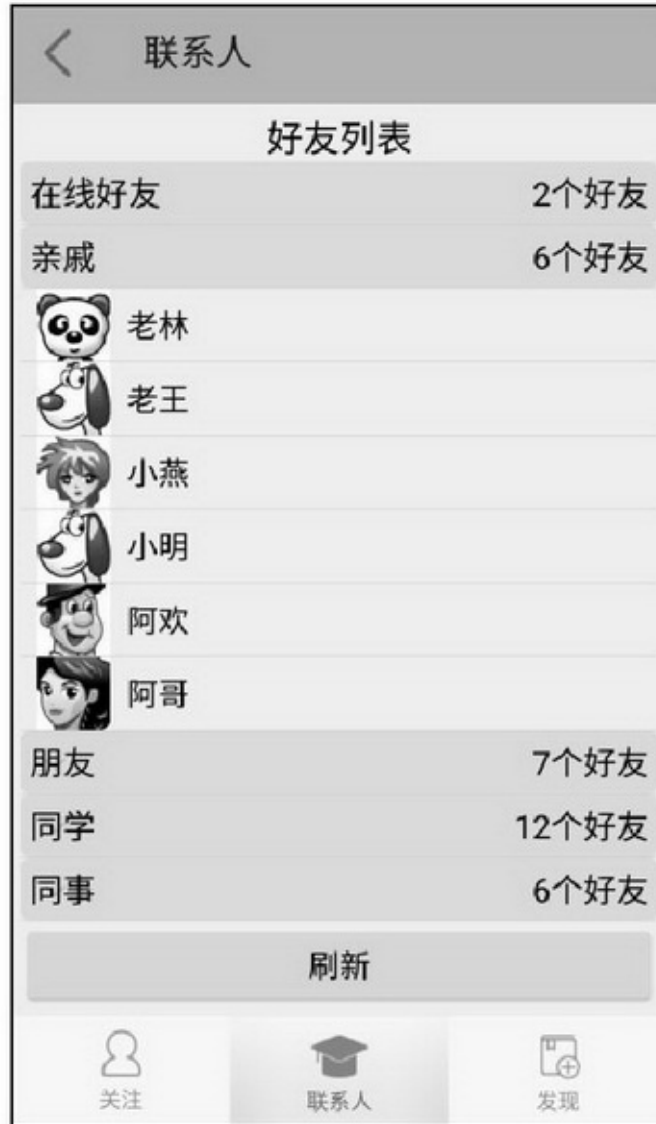 联系人
好友列表
在线好友 2个好友
亲戚 6个好友
老林
老王
小燕
小明
阿欢
阿哥
朋友 7个好友
同学 12个好友
同事 6个好友
刷新
关注 联系人 发现